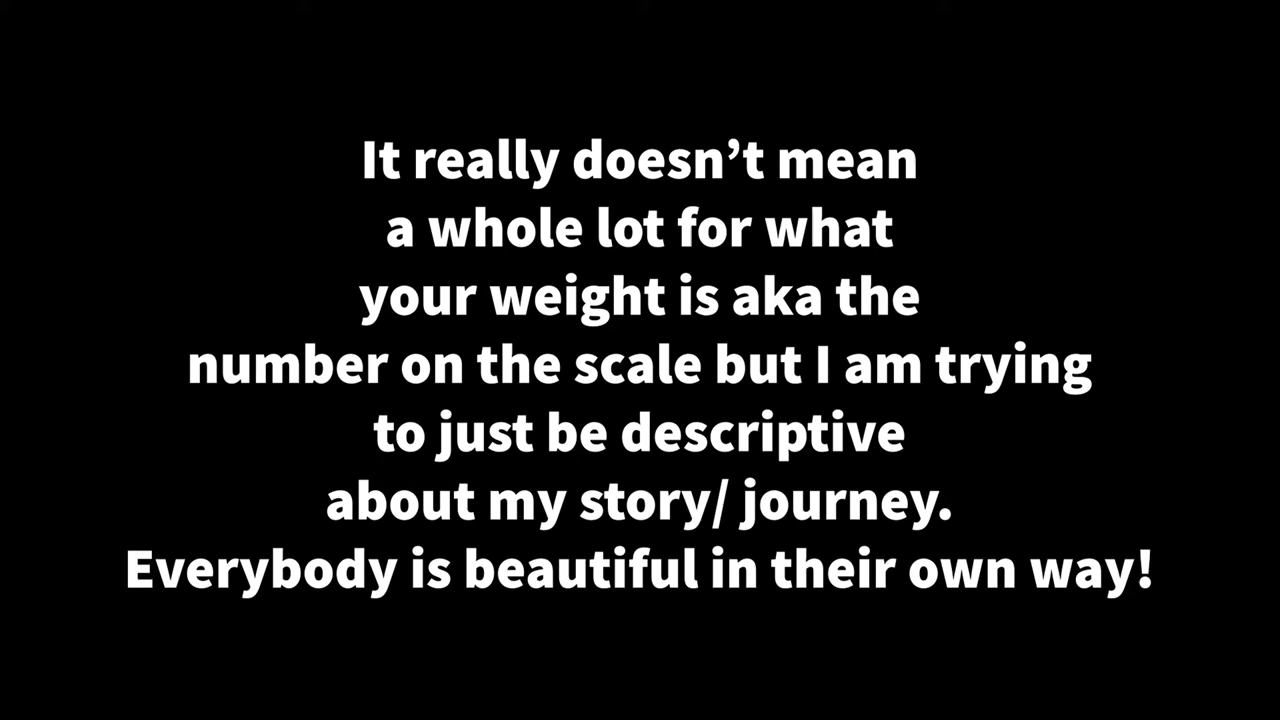 It really doesn’t mean
a whole lot for what
your weight is aka the
number on the scale but I am trying
to just be descriptive
about my story/ journey.
Everybody is beautiful in their own way!